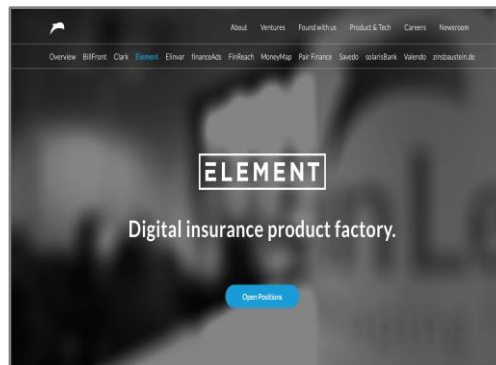 About Ventures Found with us Product & Tech Careers Newsroom
Overview BillFront Clark Element Elinvar financeAds FinReach MoneyMap Pair Finance Savedo solarisBank Valendo zinsbaustein.de
ELEMENT
Digital insurance product factory.
Open Positions